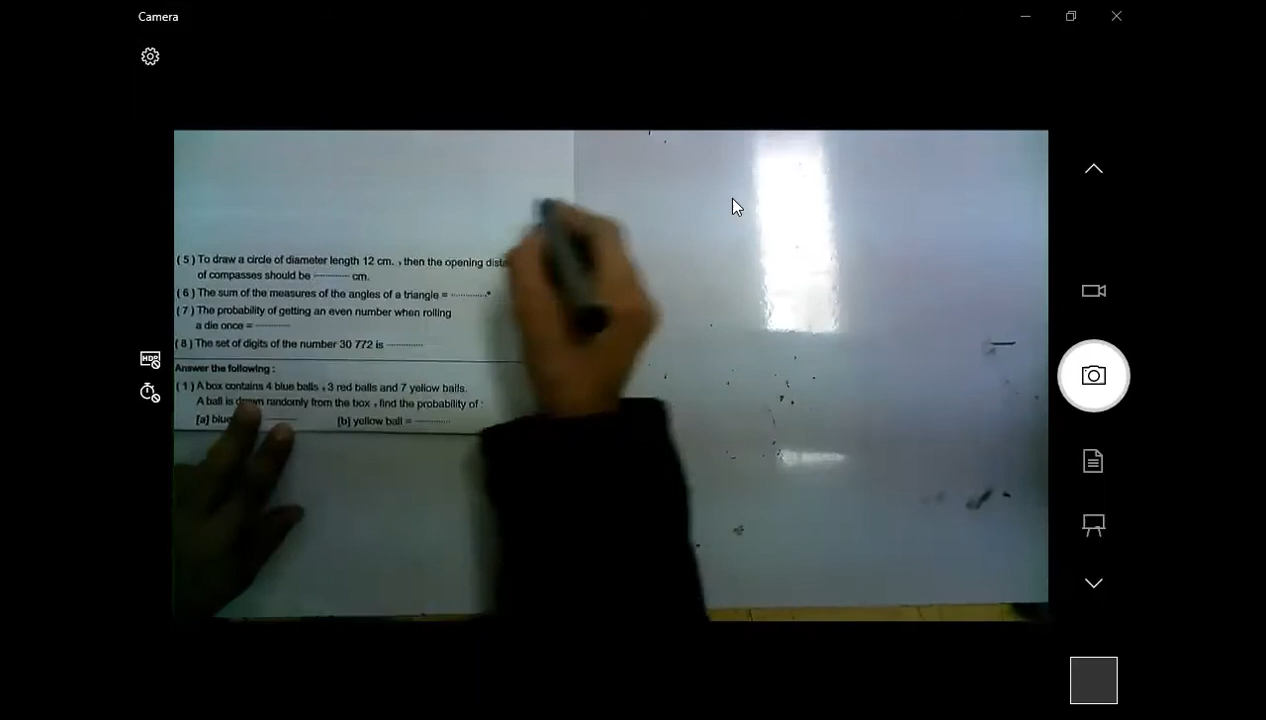 Camera
( 5 ) To draw a circle of diameter length 12 cm. , then the opening
of compasses should be ............ cm.
( 6 ) The sum of the measures of the angles of a triangle = ............°
( 7 ) The probability of getting an even number when rolling
a die once = ............
( 8 ) The set of digits of the number 30 772 is ............
Answer the following :
( 1 ) A box contains 4 blue balls , 3 red balls and 7 yellow balls.
A ball is drawn randomly from the box , find the probability of :
[a] blue [b] yellow ball = ............
HDR